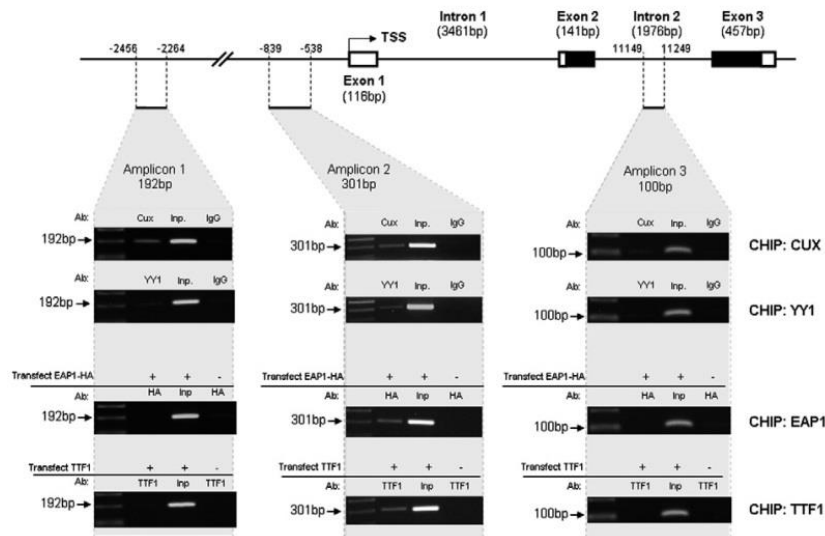 Intron 1 Exon 2 Intron 2 Exon 3
(3461bp) (141bp) (1976bp) (457bp)
-2456 -2264 -839 -538 TSS 11149 11249
Exon 1
(116bp)
Amplicon 1 Amplicon 2 Amplicon 3
192bp 301bp 100bp
Ab: Cux Inp. IgG Ab: Cux Inp. IgG Ab: Cux Inp. IgG
192bp 301bp 100bp CHIP: CUX
Ab: YY1 Inp. IgG Ab: YY1 Inp. IgG Ab: YY1 Inp. IgG
192bp 301bp 100bp CHIP: YY1
Transfect EAP1-HA + + - Transfect EAP1-HA + + - Transfect EAP1-HA + + -
Ab: HA Inp HA Ab: HA Inp HA Ab: HA Inp HA
192bp 301bp 100bp CHIP: EAP1
Transfect TTF1 + + - Transfect TTF1 + + - Transfect TTF1 + + -
Ab: TTF1 Inp TTF1 Ab: TTF1 Inp TTF1 Ab: TTF1 Inp TTF1
192bp 301bp 100bp CHIP: TTF1